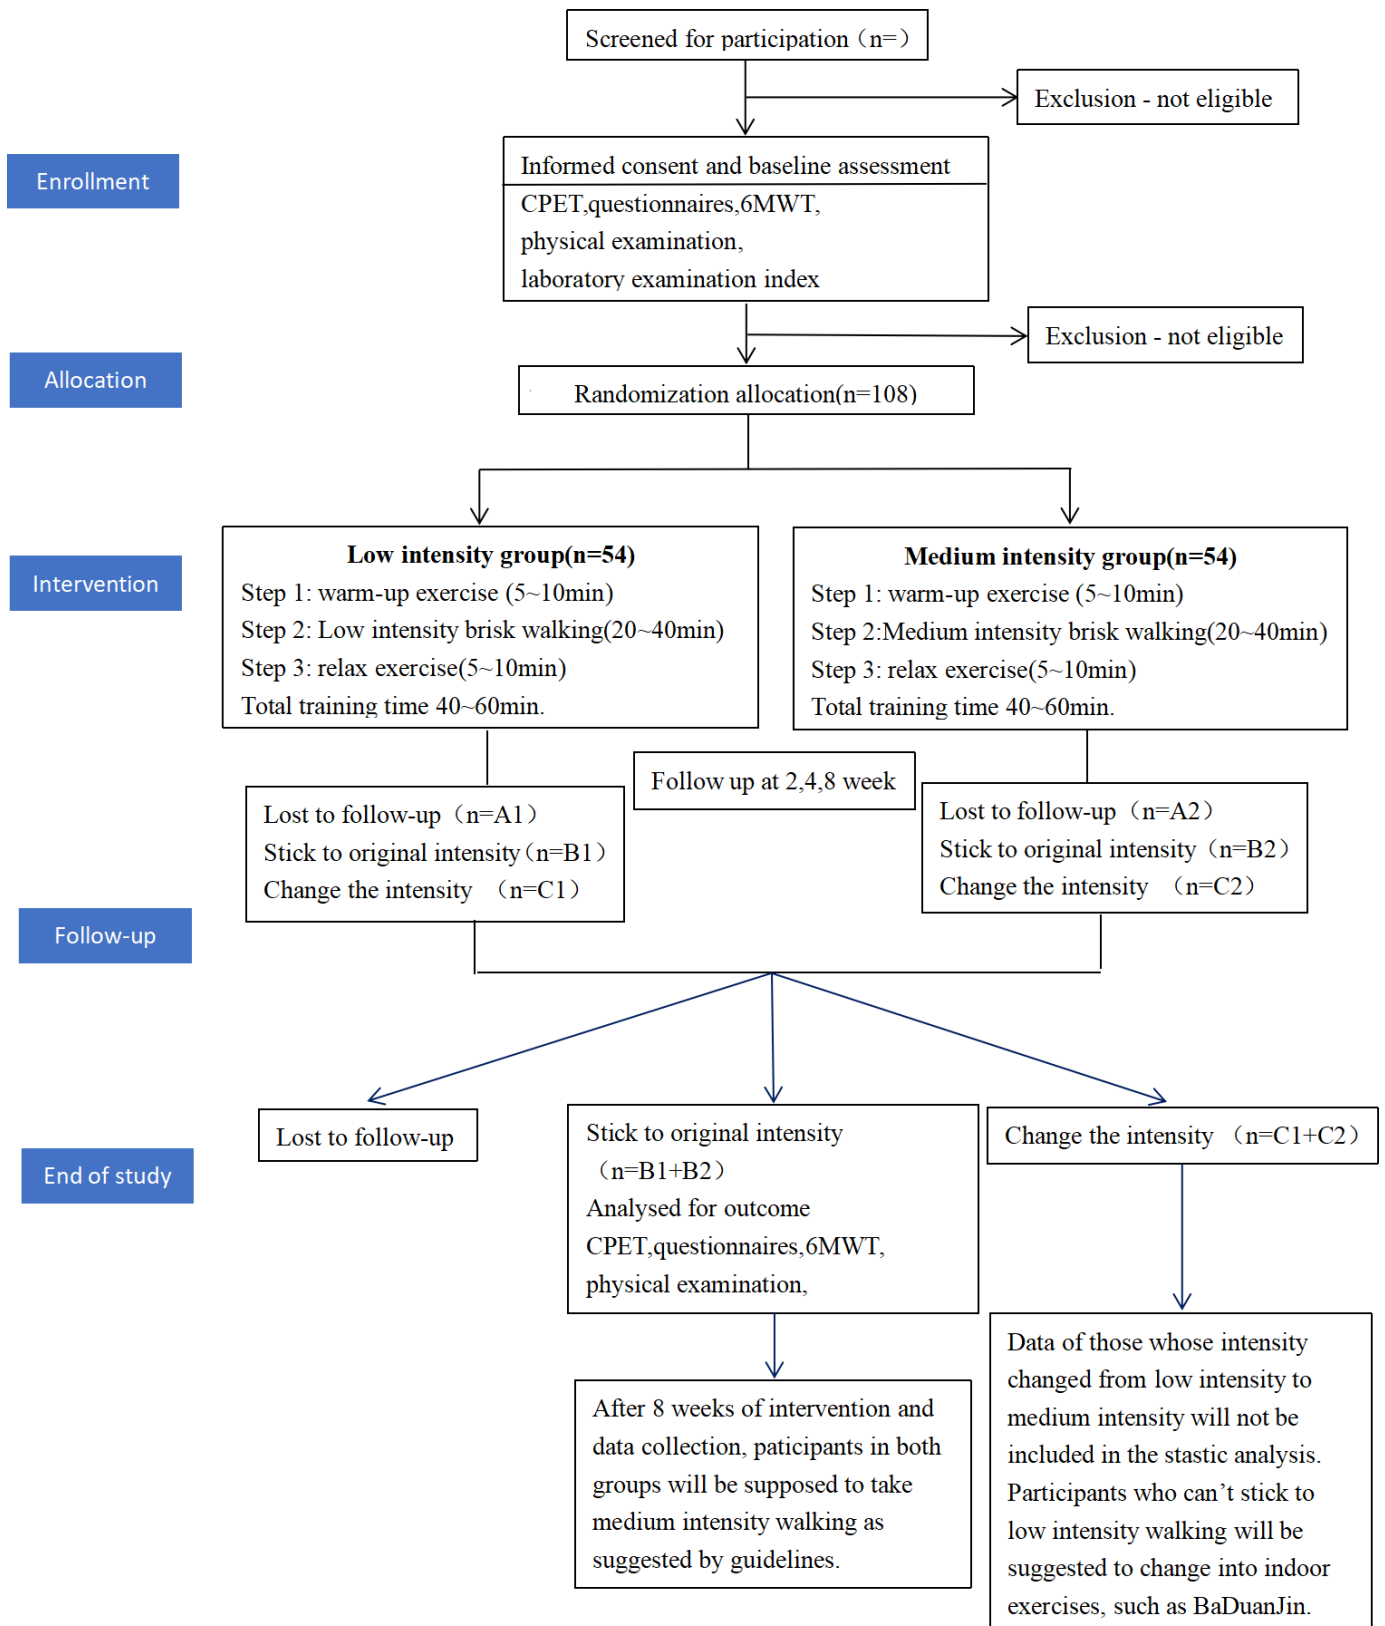 Screened for participation（n=）
Exclusion - not eligible
Enrollment
Informed consent and baseline assessment
CPET,questionnaires,6MWT,
physical examination,
laboratory examination index
Exclusion - not eligible
Allocation
Randomization allocation(n=108)
Intervention
Low intensity group(n=54)
Step 1: warm-up exercise (5~10min)
Step 2: Low intensity brisk walking(20~40min)
Step 3: relax exercise(5~10min)
Total training time 40~60min.
Medium intensity group(n=54)
Step 1: warm-up exercise (5~10min)
Step 2:Medium intensity brisk walking(20~40min)
Step 3: relax exercise(5~10min)
Total training time 40~60min.
Follow up at 2,4,8 week
Lost to follow-up（n=A1）
Stick to original intensity（n=B1）
Change the intensity （n=C1）
Lost to follow-up（n=A2）
Stick to original intensity（n=B2）
Change the intensity （n=C2）
Follow-up
End of study
Lost to follow-up
Stick to original intensity
（n=B1+B2）
Analysed for outcome
CPET,questionnaires,6MWT,
physical examination,
Change the intensity （n=C1+C2）
After 8 weeks of intervention and
data collection, paticipants in both
groups will be supposed to take
medium intensity walking as
suggested by guidelines.
Data of those whose intensity
changed from low intensity to
medium intensity will not be
included in the stastic analysis.
Participants who can’t stick to
low intensity walking will be
suggested to change into indoor
exercises, such as BaDuanJin.